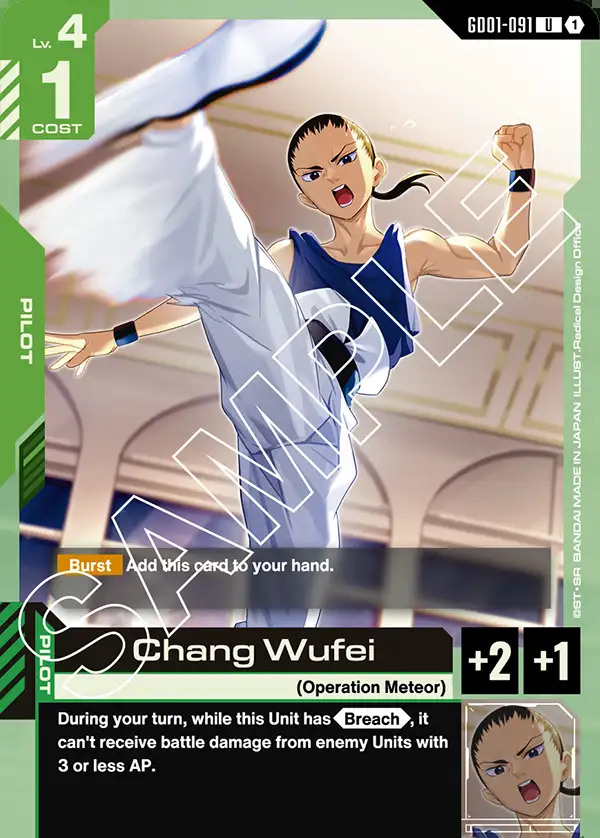 GD01-091 U 1
Lv. 4
1
COST
PILOT
SAMPLE
©ST・SR BANDAI MADE IN JAPAN ILLUST.Radical Design Office
Burst Add this card to your hand.
PILOT
Chang Wufei
+2 +1
(Operation Meteor)
During your turn, while this Unit has Breach, it
can't receive battle damage from enemy Units with
3 or less AP.